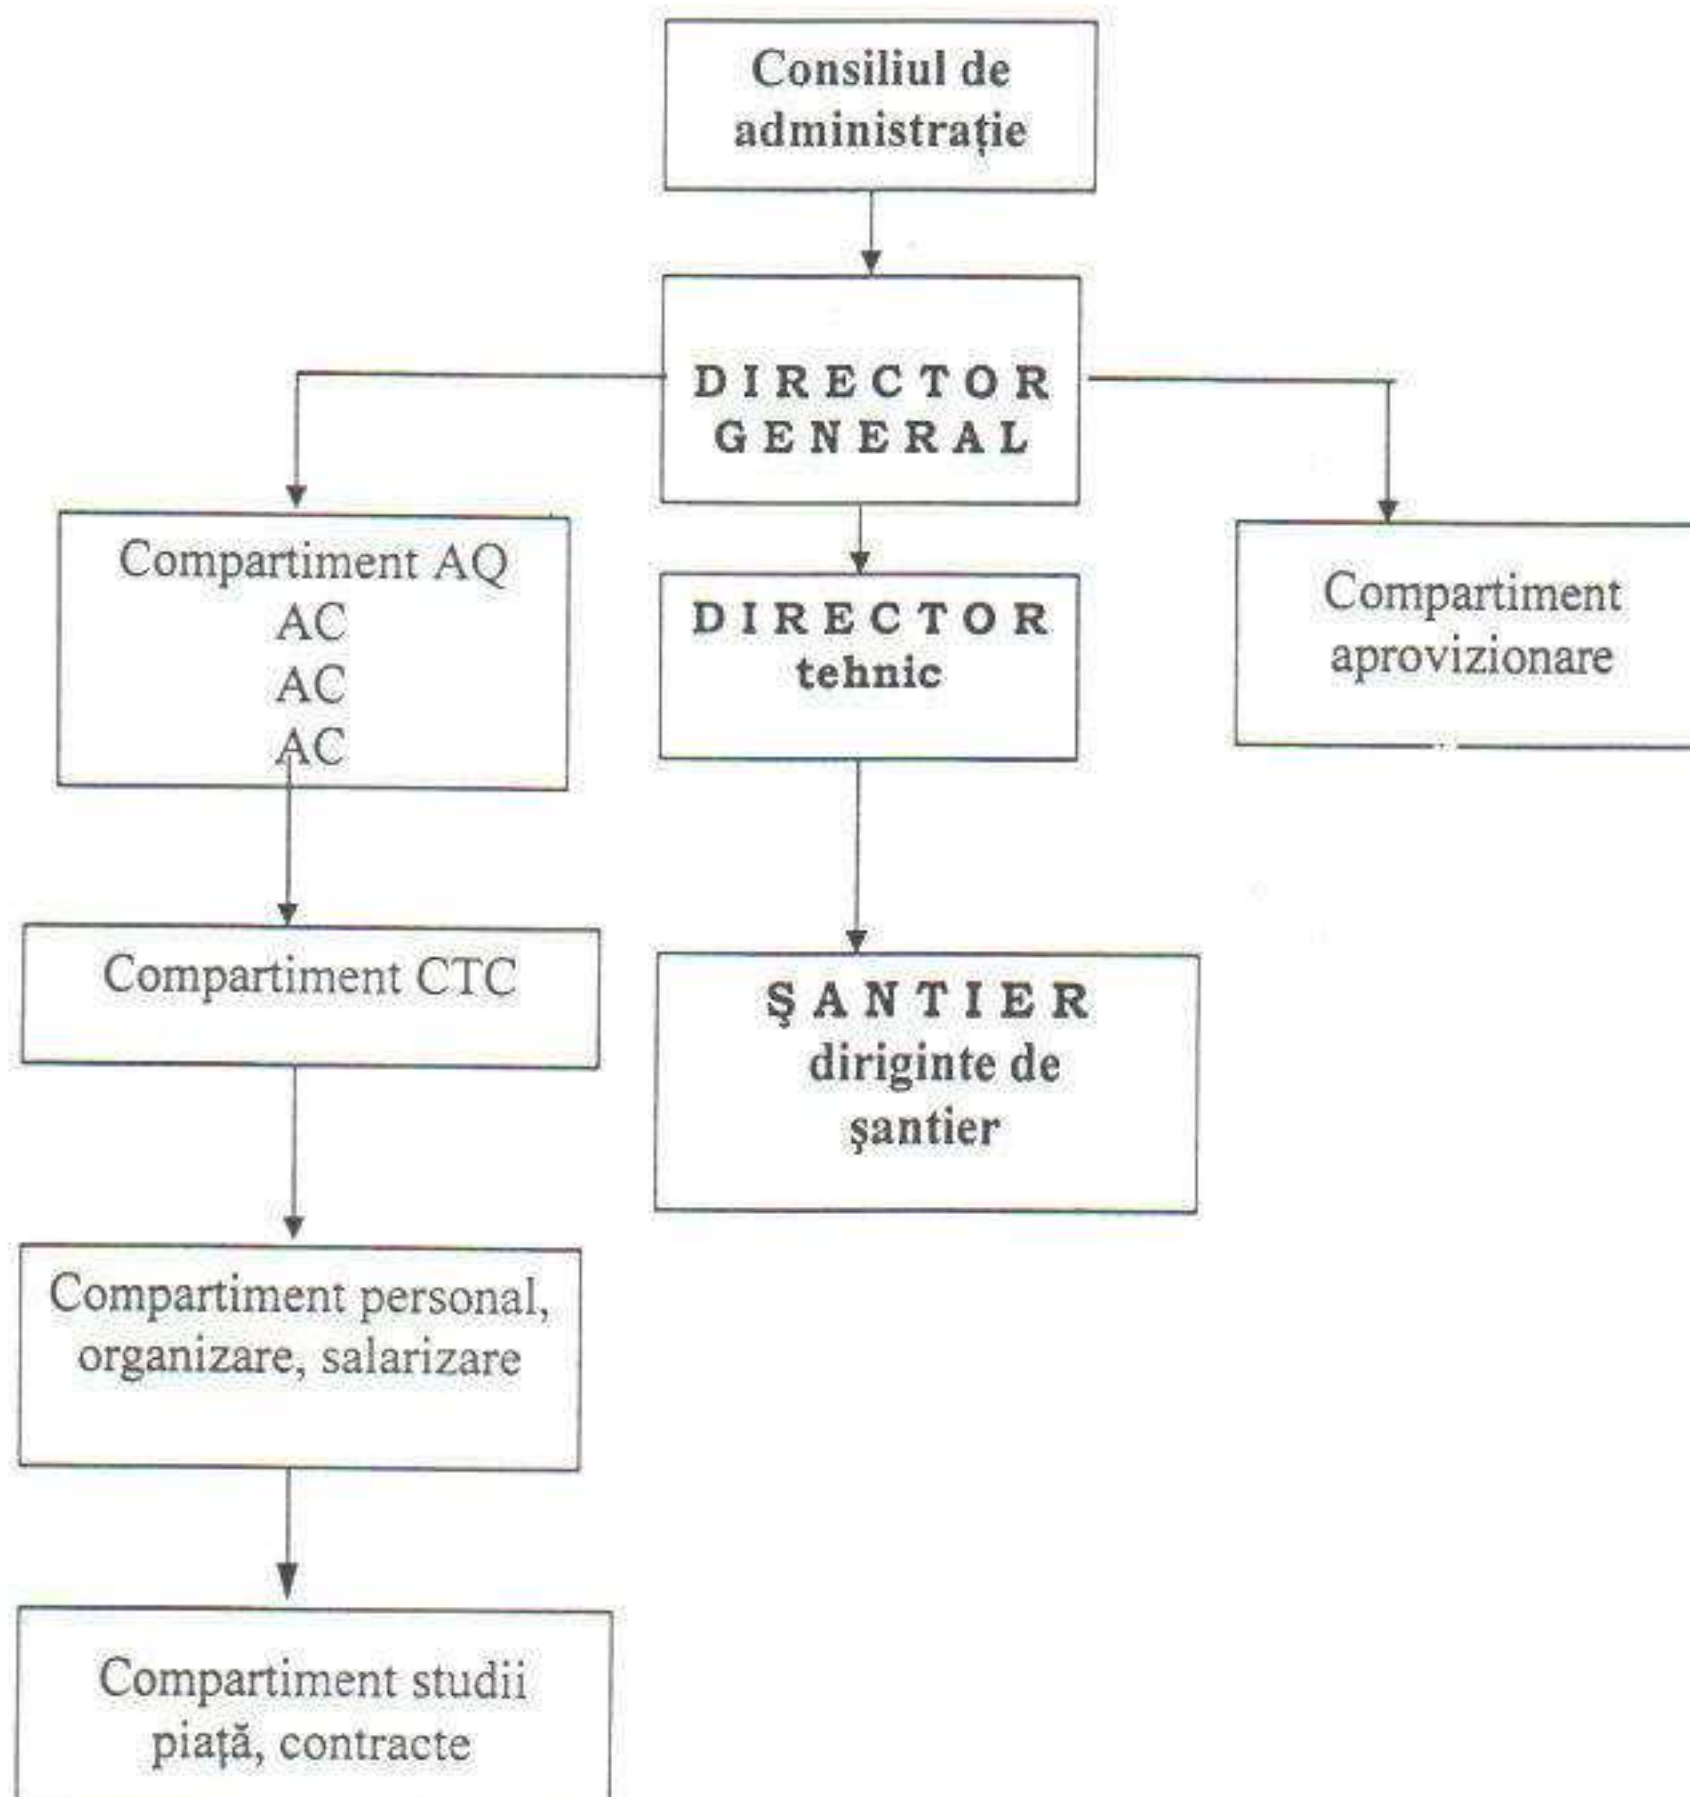 Consiliul de
administrație
DIRECTOR
GENERAL
Compartiment AQ
AC
AC
AC
DIRECTOR
tehnic
Compartiment
aprovizionare
Compartiment CTC
ŞANTIER
diriginte de
şantier
Compartiment personal,
organizare, salarizare
Compartiment studii
piață, contracte